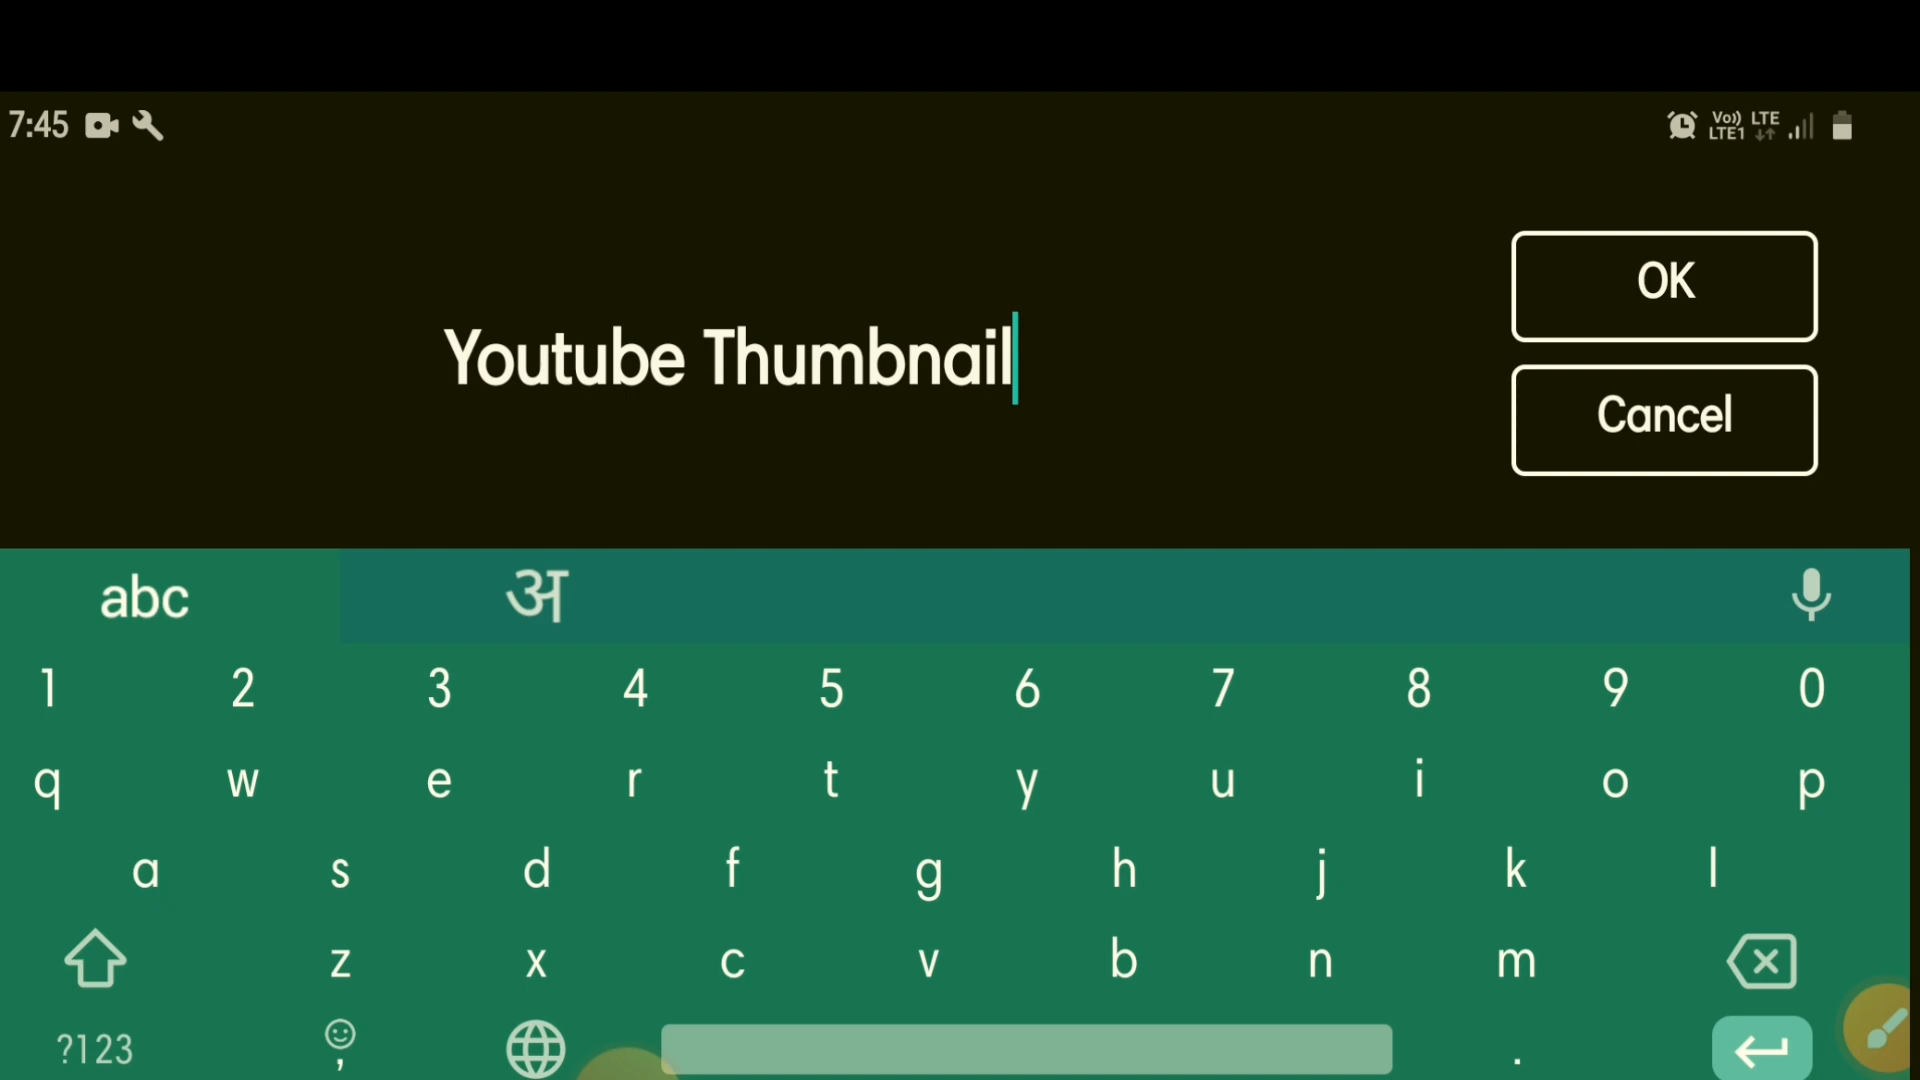 7:45 Vo)) LTE
LTE1
OK
Youtube Thumbnail
Cancel
abc अ
1 2 3 4 5 6 7 8 9 0
q w e r t y u i o p
a s d f g h j k l
z x c v b n m
?123 , .